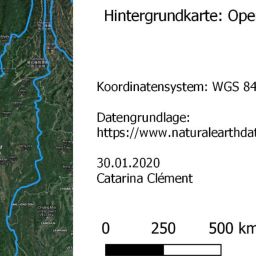 Hintergrundkarte: Ope
Koordinatensystem: WGS 84
Datengrundlage:
https://www.naturalearthdat
30.01.2020
Catarina Clément
0 250 500 km